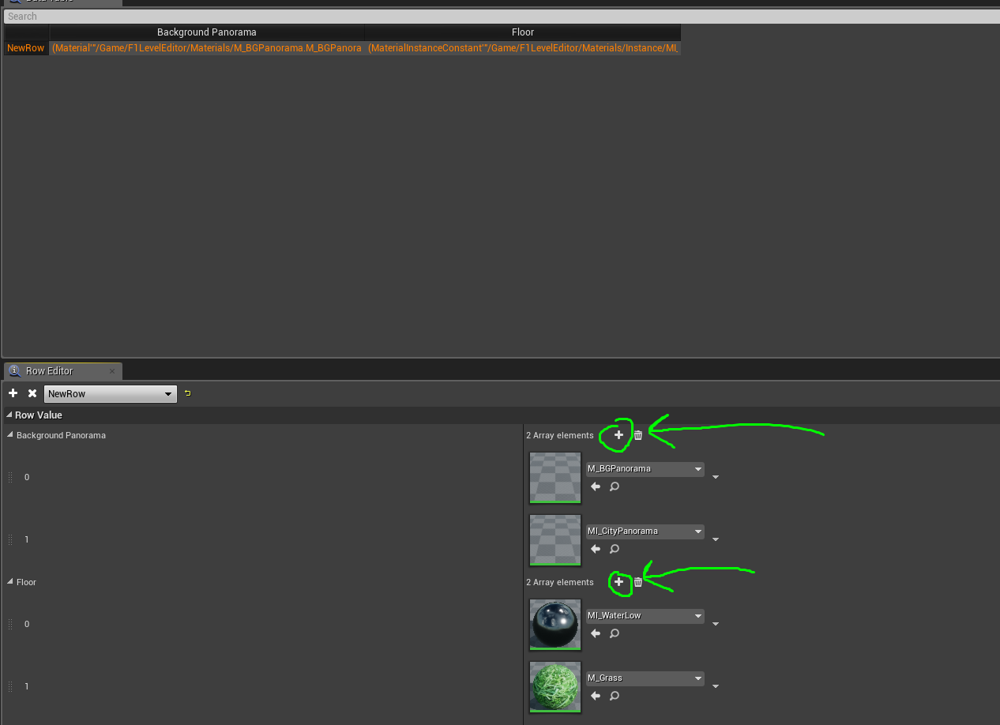 Search
Background Panorama Floor
NewRow (Material'"/Game/F1LevelEditor/Materials/M_BGPanorama.M_BGPanora (MaterialInstanceConstant'"/Game/F1LevelEditor/Materials/Instance/MI_
Row Editor
NewRow
Row Value
Background Panorama 2 Array elements
0 M_BGPanorama
1 MI_CityPanorama
Floor 2 Array elements
0 MI_WaterLow
1 M_Grass